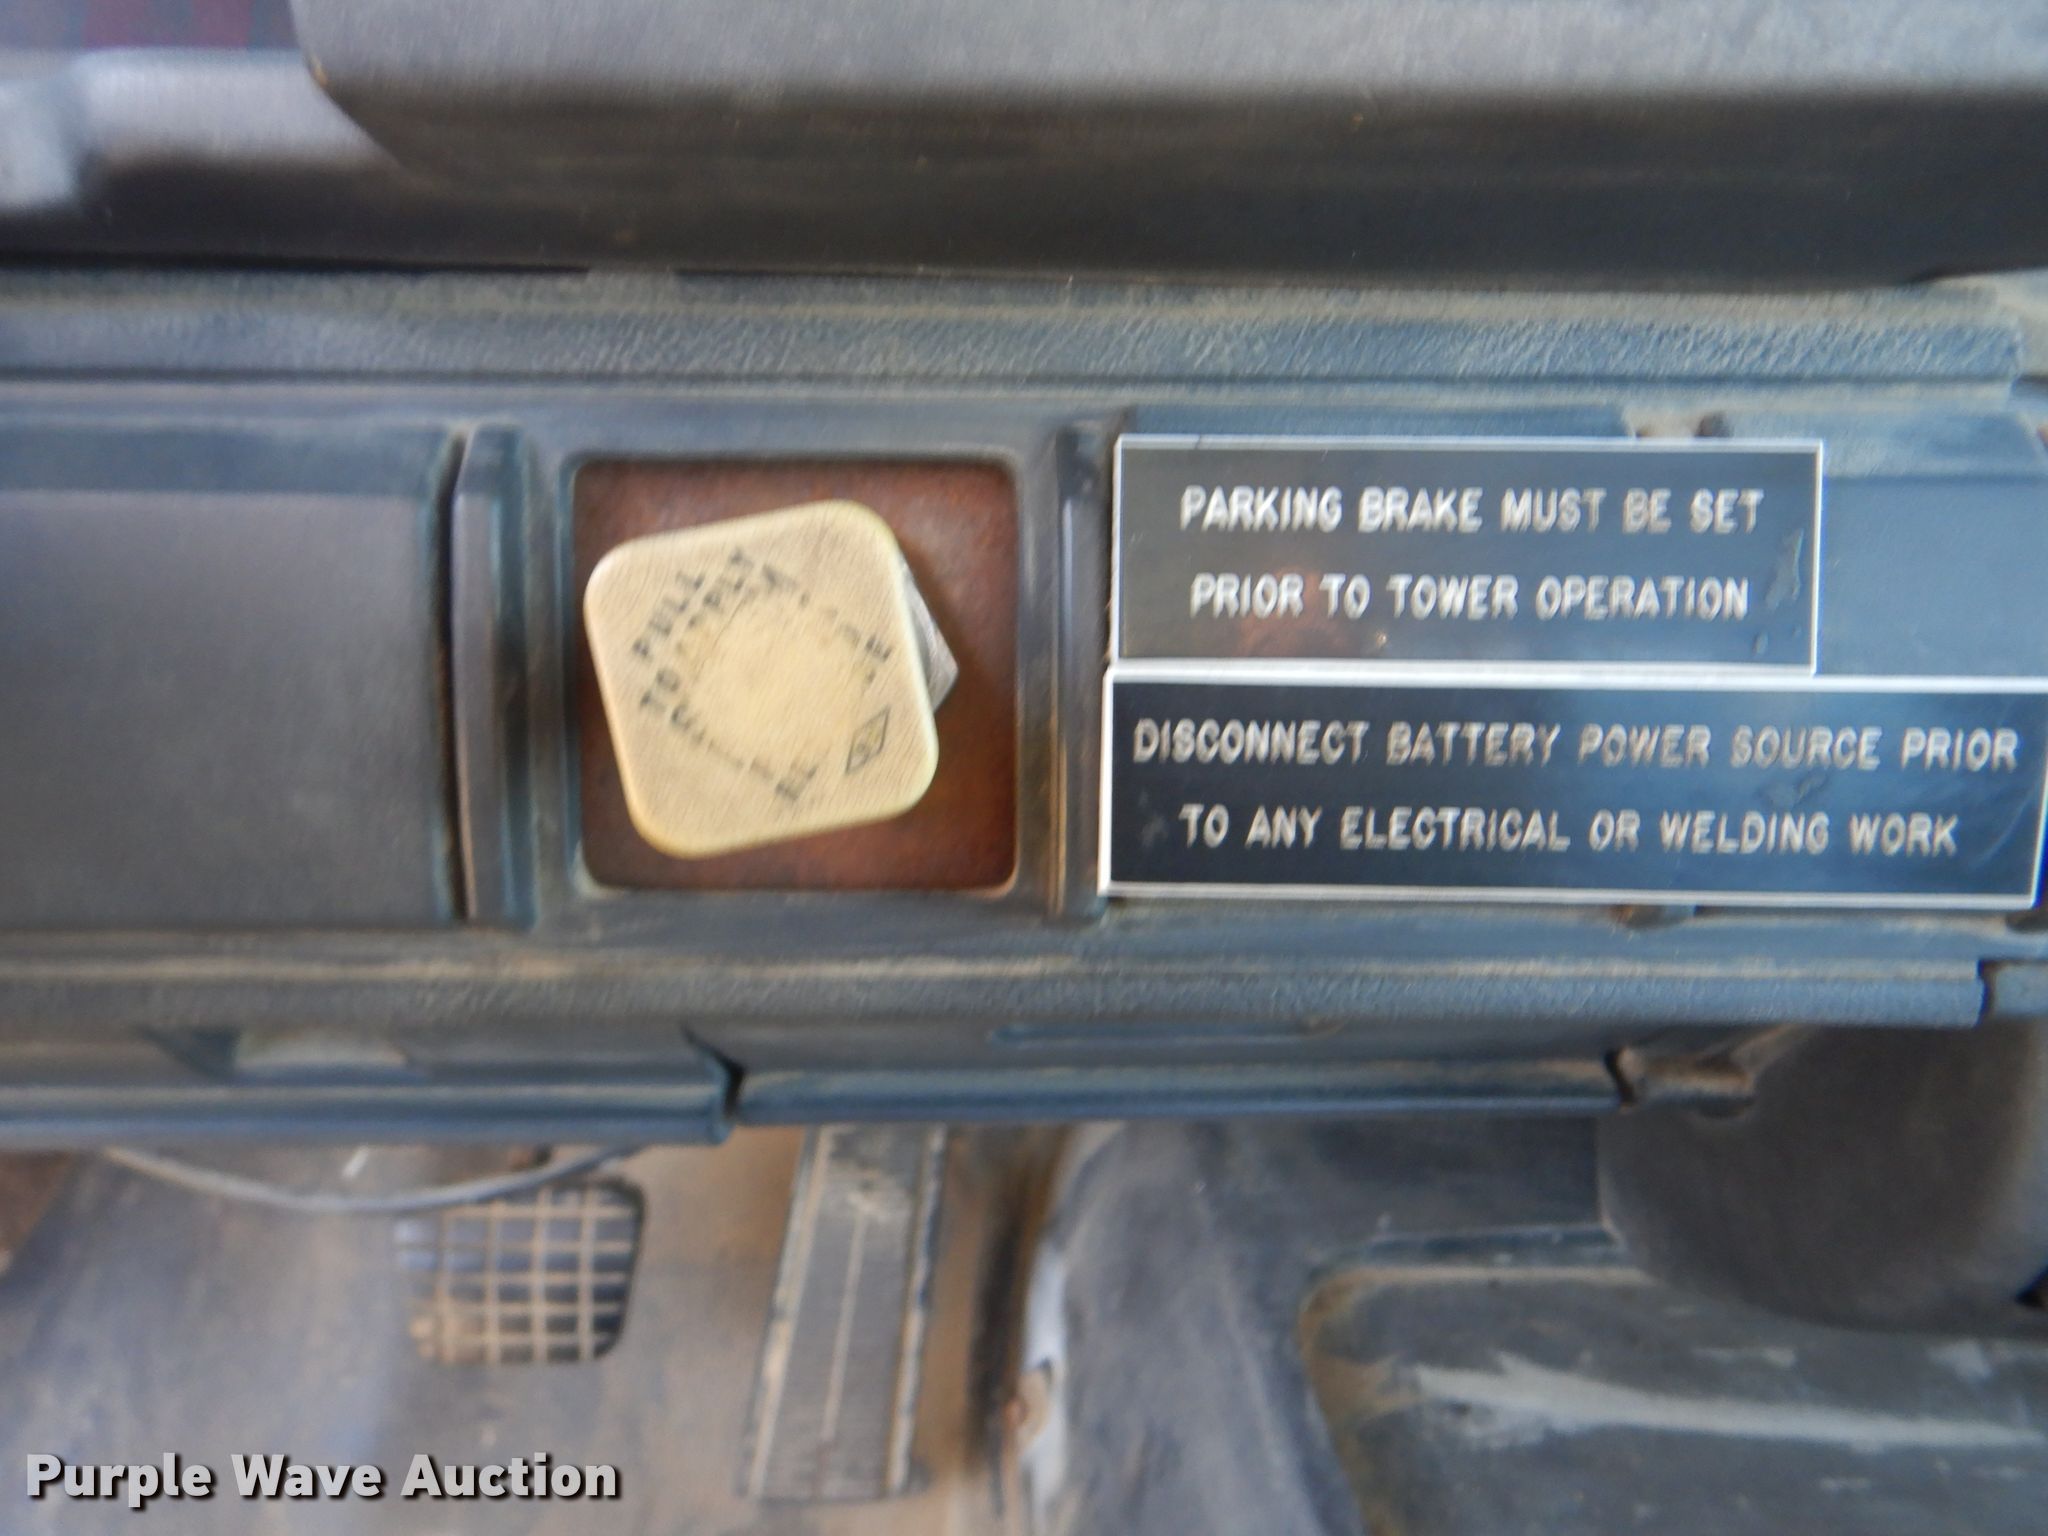 PULL
TO
PARKING BRAKE MUST BE SET
PRIOR TO TOWER OPERATION
DISCONNECT BATTERY POWER SOURCE PRIOR
TO ANY ELECTRICAL OR WELDING WORK
Purple Wave Auction